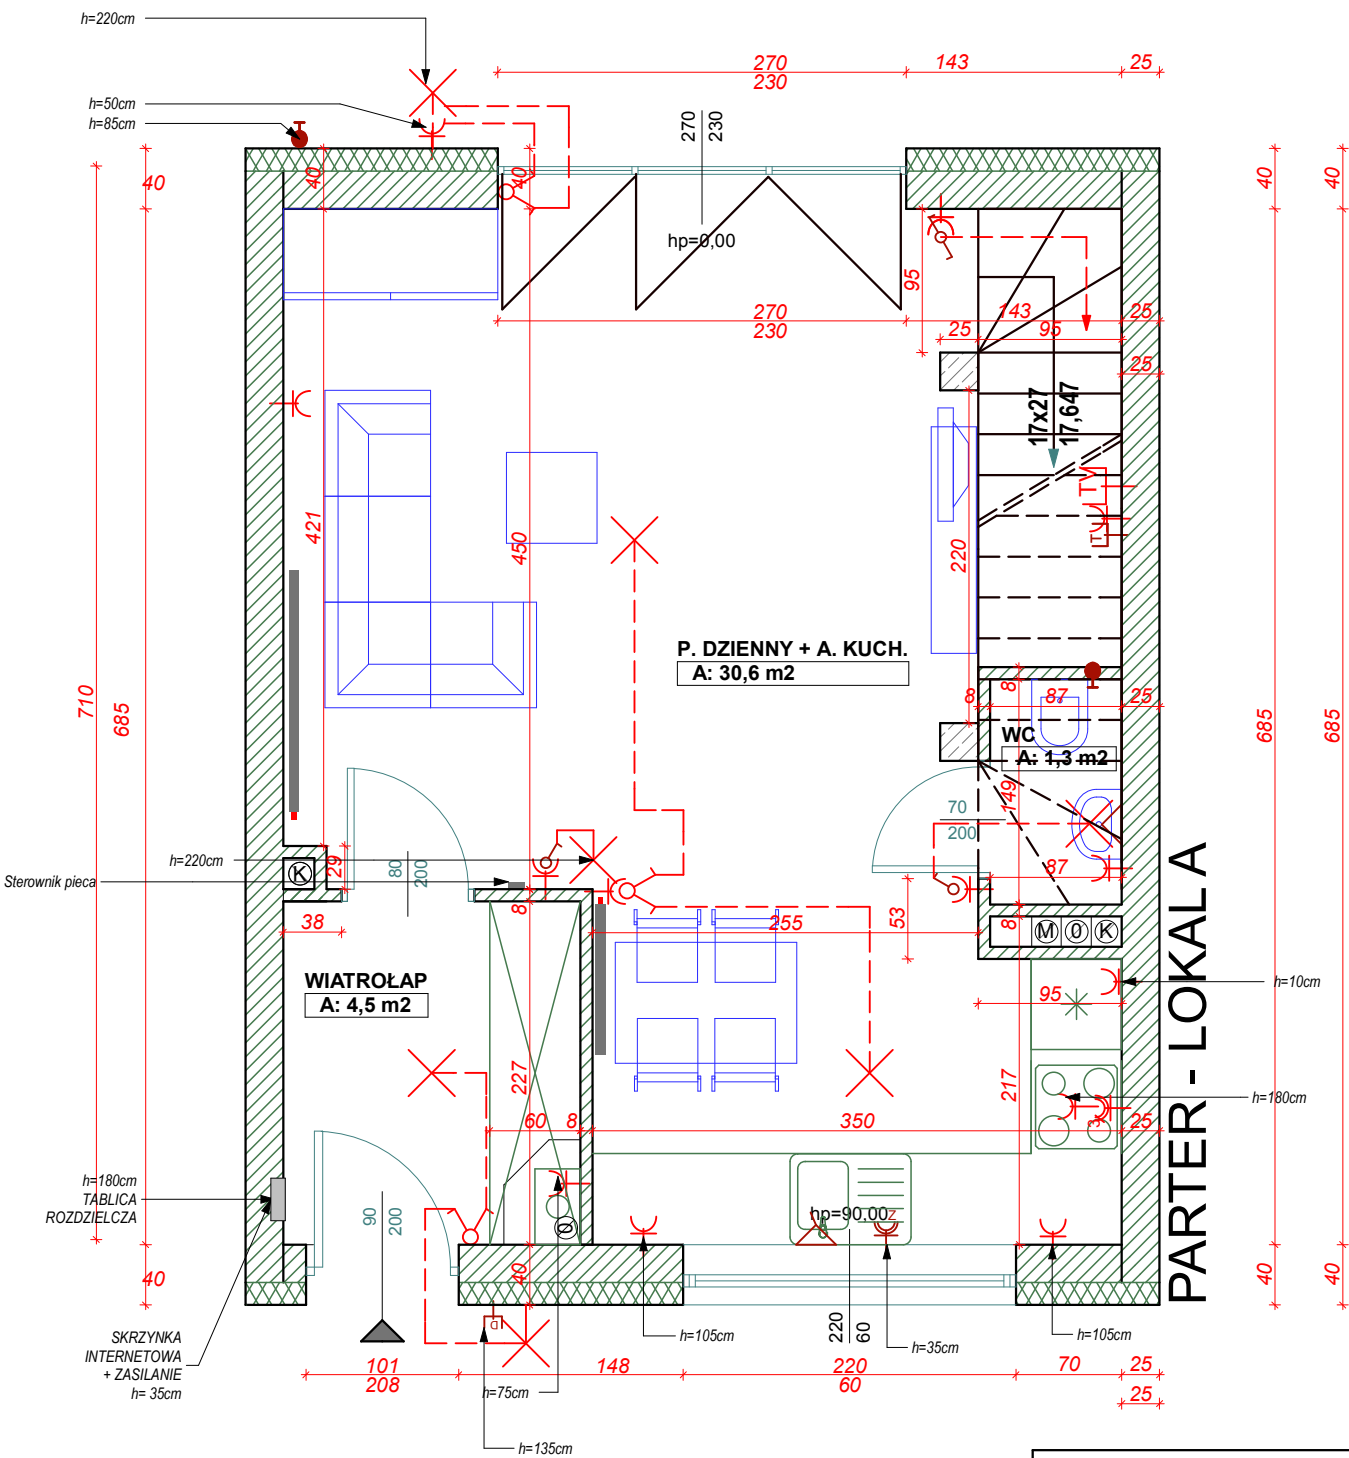 h=220cm
h=50cm
h=85cm
270
230
143
25
270
230
40
40
40
40
40
hp=0,00
95
270
230
143
25
25
95
25
17x27
17,647
TV
T
421
450
220
P. DZIENNY + A. KUCH.
A: 30,6 m2
710
685
685
685
8
8
87
25
WC
A: 1,3 m2
149
70
200
87
h=220cm
Sterownik pieca
K
29
80
200
8
38
255
53
8
M
0
K
WIATROŁAP
A: 4,5 m2
95
h=10cm
227
217
60
8
350
25
h=180cm
3
h=180cm
TABLICA
ROZDZIELCZA
90
200
hp=90,00
z
Ø
40
40
40
40
PARTER - LOKAL A
SKRZYNKA
INTERNETOWA
+ ZASILANIE
h= 35cm
D
h=105cm
220
60
h=35cm
h=105cm
101
208
148
220
60
70
25
25
h=75cm
h=135cm